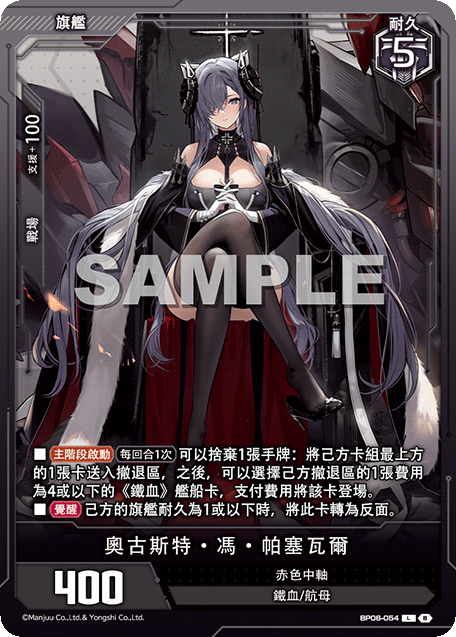 旗艦
耐久
5
支援+100
戰場
SAMPLE
■ 主階段啟動 每回合1次 可以捨棄1張手牌：將己方卡組最上方
的1張卡送入撤退區，之後，可以選擇己方撤退區的1張費用
為4或以下的《鐵血》艦船卡，支付費用將該卡登場。
■ 覺醒 己方的旗艦耐久為1或以下時，將此卡轉為反面。
奧古斯特・馮・帕塞瓦爾
400
赤色中軸
鐵血/航母
©Manjuu Co.,Ltd.& Yongshi Co.,Ltd.
BP06-054 L